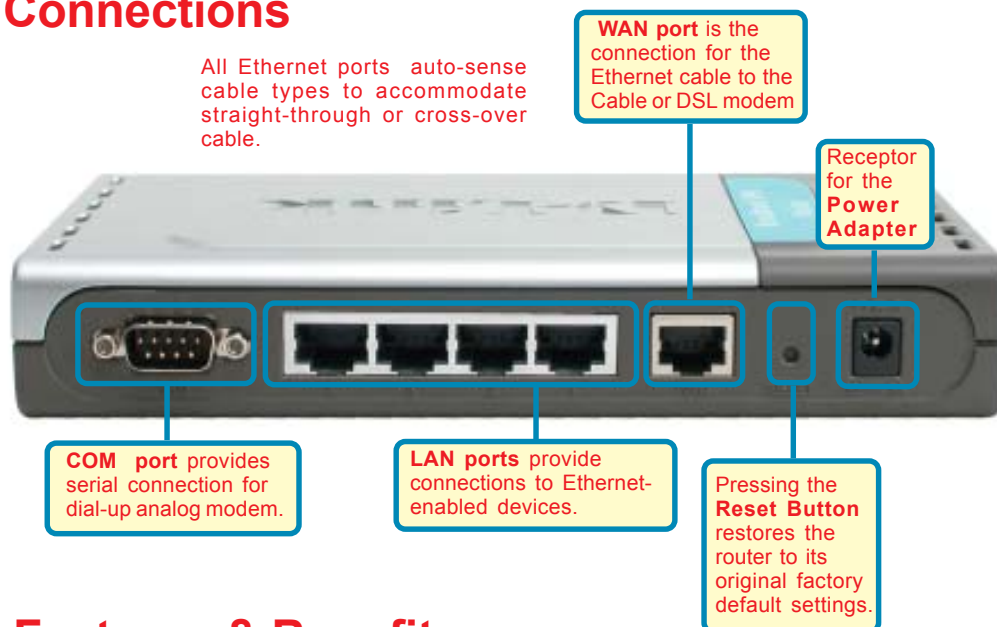 Connections
All Ethernet ports auto-sense
cable types to accommodate
straight-through or cross-over
cable.
WAN port is the
connection for the
Ethernet cable to the
Cable or DSL modem
Receptor
for the
Power
Adapter
COM port provides
serial connection for
dial-up analog modem.
LAN ports provide
connections to Ethernet-
enabled devices.
Pressing the
Reset Button
restores the
router to its
original factory
default settings.